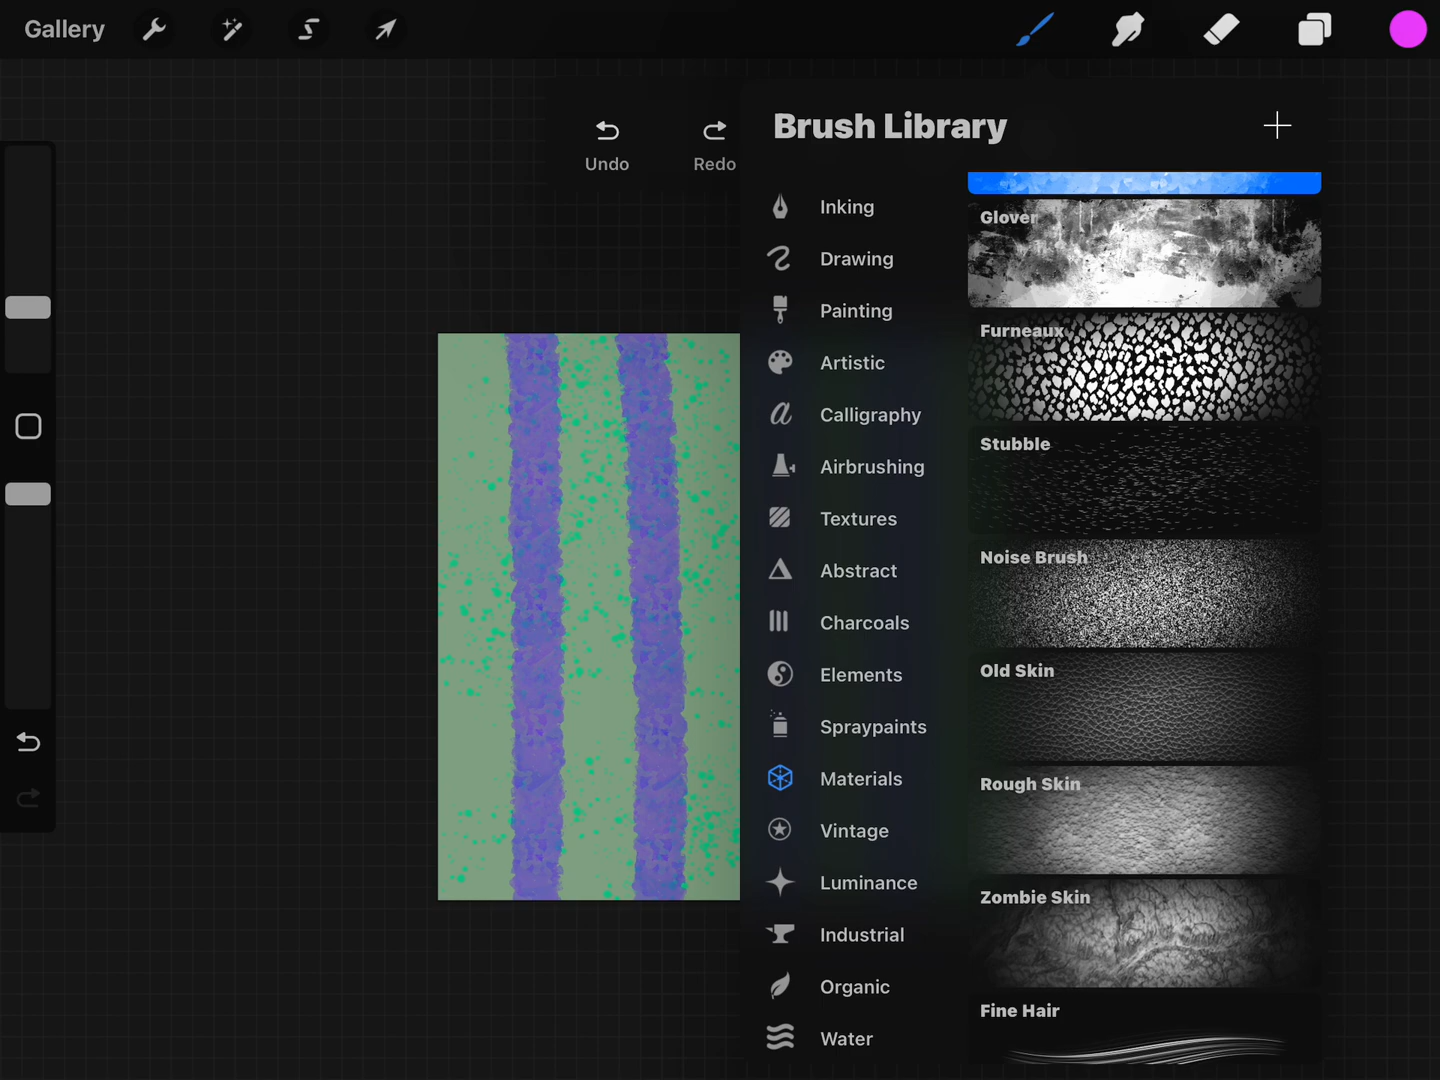 Gallery
Undo
Redo
Brush Library
Inking
Drawing
Painting
Artistic
Calligraphy
Airbrushing
Textures
Abstract
Charcoals
Elements
Spraypaints
Materials
Vintage
Luminance
Industrial
Organic
Water
Glover
Furneaux
Stubble
Noise Brush
Old Skin
Rough Skin
Zombie Skin
Fine Hair